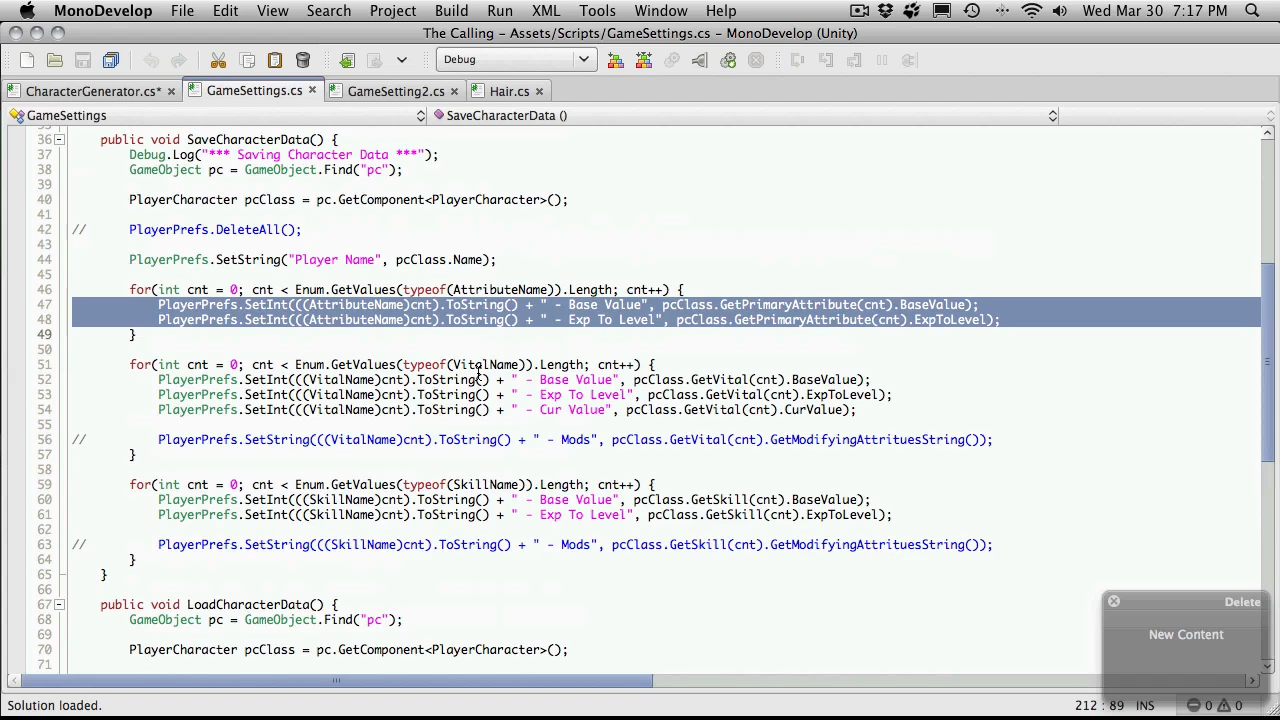 MonoDevelop File Edit View Search Project Build Run XML Tools Window Help Wed Mar 30 7:17 PM
The Calling - Assets/Scripts/GameSettings.cs - MonoDevelop (Unity)
Debug
CharacterGenerator.cs* GameSettings.cs GameSetting2.cs Hair.cs
GameSettings SaveCharacterData ()
36 public void SaveCharacterData() {
37 Debug.Log("*** Saving Character Data ***");
38 GameObject pc = GameObject.Find("pc");
39
40 PlayerCharacter pcClass = pc.GetComponent<PlayerCharacter>();
41
42 // PlayerPrefs.DeleteAll();
43
44 PlayerPrefs.SetString("Player Name", pcClass.Name);
45
46 for(int cnt = 0; cnt < Enum.GetValues(typeof(AttributeName)).Length; cnt++) {
47 PlayerPrefs.SetInt(((AttributeName)cnt).ToString() + " - Base Value", pcClass.GetPrimaryAttribute(cnt).BaseValue);
48 PlayerPrefs.SetInt(((AttributeName)cnt).ToString() + " - Exp To Level", pcClass.GetPrimaryAttribute(cnt).ExpToLevel);
49 }
50
51 for(int cnt = 0; cnt < Enum.GetValues(typeof(VitalName)).Length; cnt++) {
52 PlayerPrefs.SetInt(((VitalName)cnt).ToString() + " - Base Value", pcClass.GetVital(cnt).BaseValue);
53 PlayerPrefs.SetInt(((VitalName)cnt).ToString() + " - Exp To Level", pcClass.GetVital(cnt).ExpToLevel);
54 PlayerPrefs.SetInt(((VitalName)cnt).ToString() + " - Cur Value", pcClass.GetVital(cnt).CurValue);
55
56 // PlayerPrefs.SetString(((VitalName)cnt).ToString() + " - Mods", pcClass.GetVital(cnt).GetModifyingAttrituesString());
57 }
58
59 for(int cnt = 0; cnt < Enum.GetValues(typeof(SkillName)).Length; cnt++) {
60 PlayerPrefs.SetInt(((SkillName)cnt).ToString() + " - Base Value", pcClass.GetSkill(cnt).BaseValue);
61 PlayerPrefs.SetInt(((SkillName)cnt).ToString() + " - Exp To Level", pcClass.GetSkill(cnt).ExpToLevel);
62
63 // PlayerPrefs.SetString(((SkillName)cnt).ToString() + " - Mods", pcClass.GetSkill(cnt).GetModifyingAttrituesString());
64 }
65 }
66
67 public void LoadCharacterData() {
68 GameObject pc = GameObject.Find("pc");
69
70 PlayerCharacter pcClass = pc.GetComponent<PlayerCharacter>();
71
Delete
New Content
Solution loaded. 212 : 89 INS 0 0